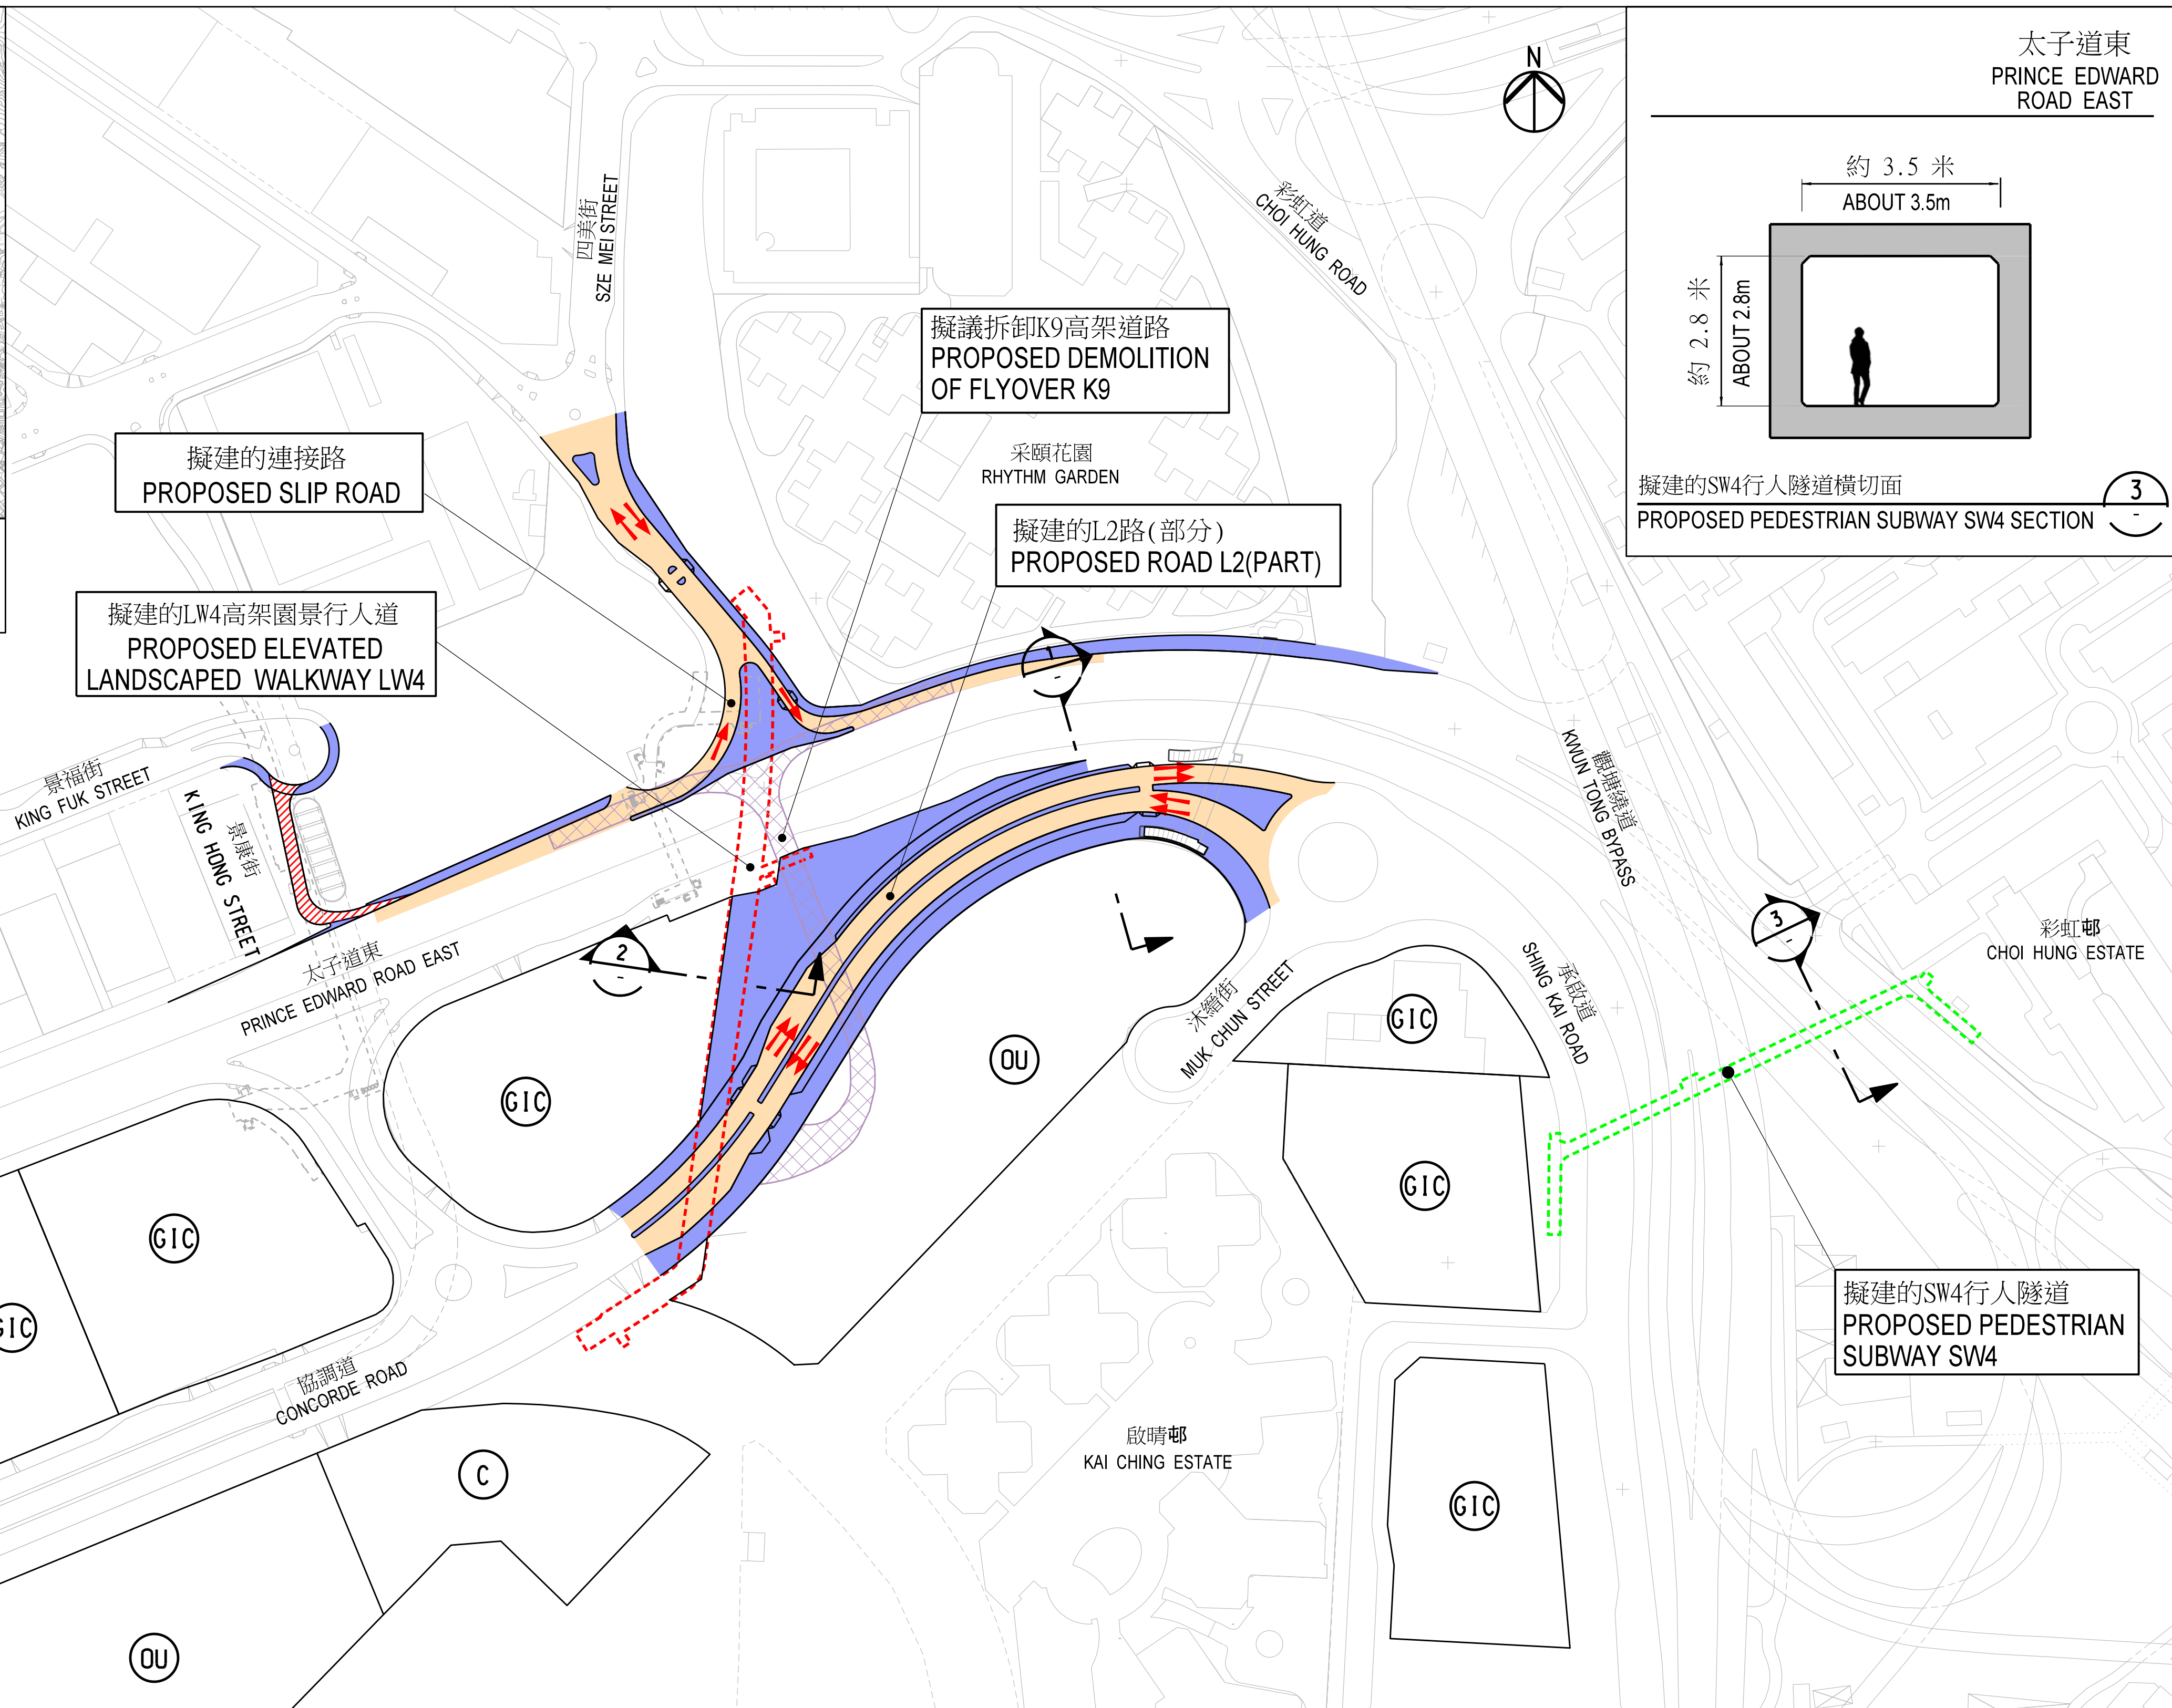 N
太子道東
PRINCE EDWARD
ROAD EAST
約 3.5 米
ABOUT 3.5m
約 2.8 米
ABOUT 2.8m
擬建的SW4行人隧道橫切面
PROPOSED PEDESTRIAN SUBWAY SW4 SECTION
3
-
四美街
SZE MEI STREET
彩虹道
CHOI HUNG ROAD
擬議拆卸K9高架道路
PROPOSED DEMOLITION
OF FLYOVER K9
采頤花園
RHYTHM GARDEN
擬建的連接路
PROPOSED SLIP ROAD
擬建的L2路(部分)
PROPOSED ROAD L2(PART)
擬建的LW4高架園景行人道
PROPOSED ELEVATED
LANDSCAPED WALKWAY LW4
1
-
景福街
KING FUK STREET
景康街
KING HONG STREET
觀塘繞道
KWUN TONG BYPASS
太子道東
PRINCE EDWARD ROAD EAST
2
-
3
-
彩虹邨
CHOI HUNG ESTATE
沐縉街
MUK CHUN STREET
承啟道
SHING KAI ROAD
GIC
OU
GIC
GIC
GIC
GIC
擬建的SW4行人隧道
PROPOSED PEDESTRIAN
SUBWAY SW4
協調道
CONCORDE ROAD
啟晴邨
KAI CHING ESTATE
C
GIC
OU